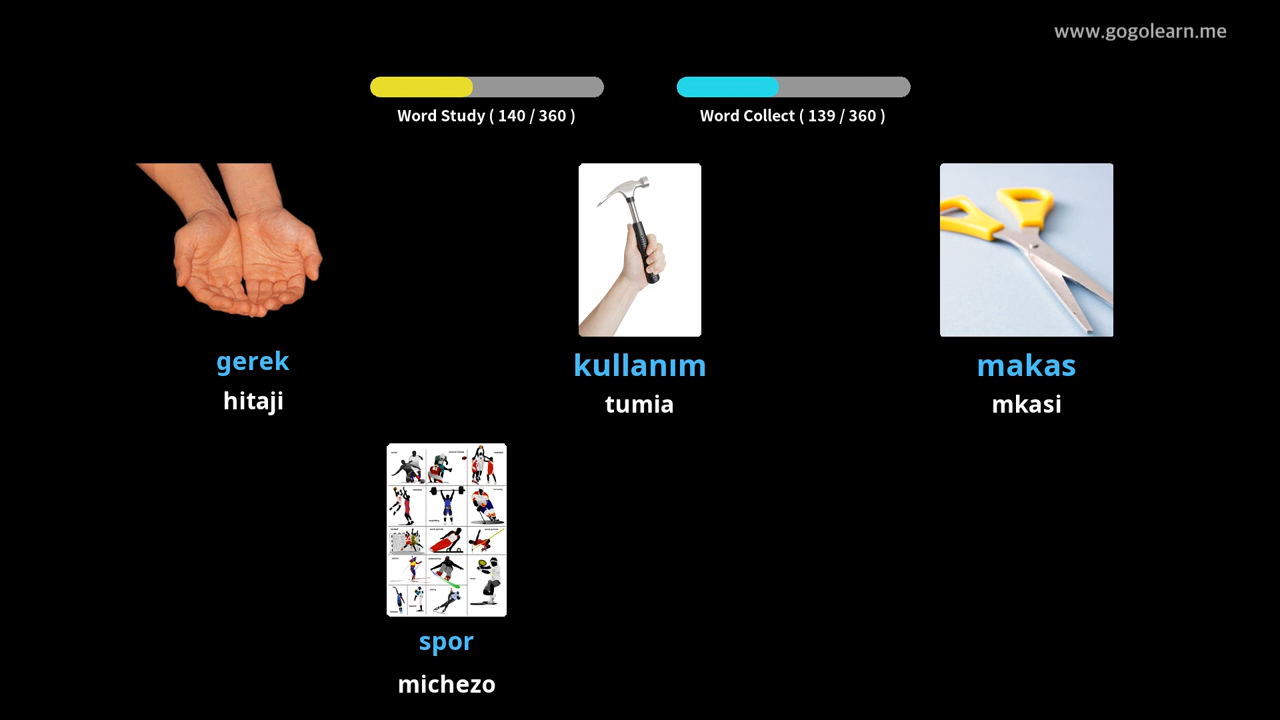 www.gogolearn.me
Word Study ( 140 / 360 )
Word Collect ( 139 / 360 )
gerek
hitaji
kullanım
tumia
makas
mkasi
spor
michezo